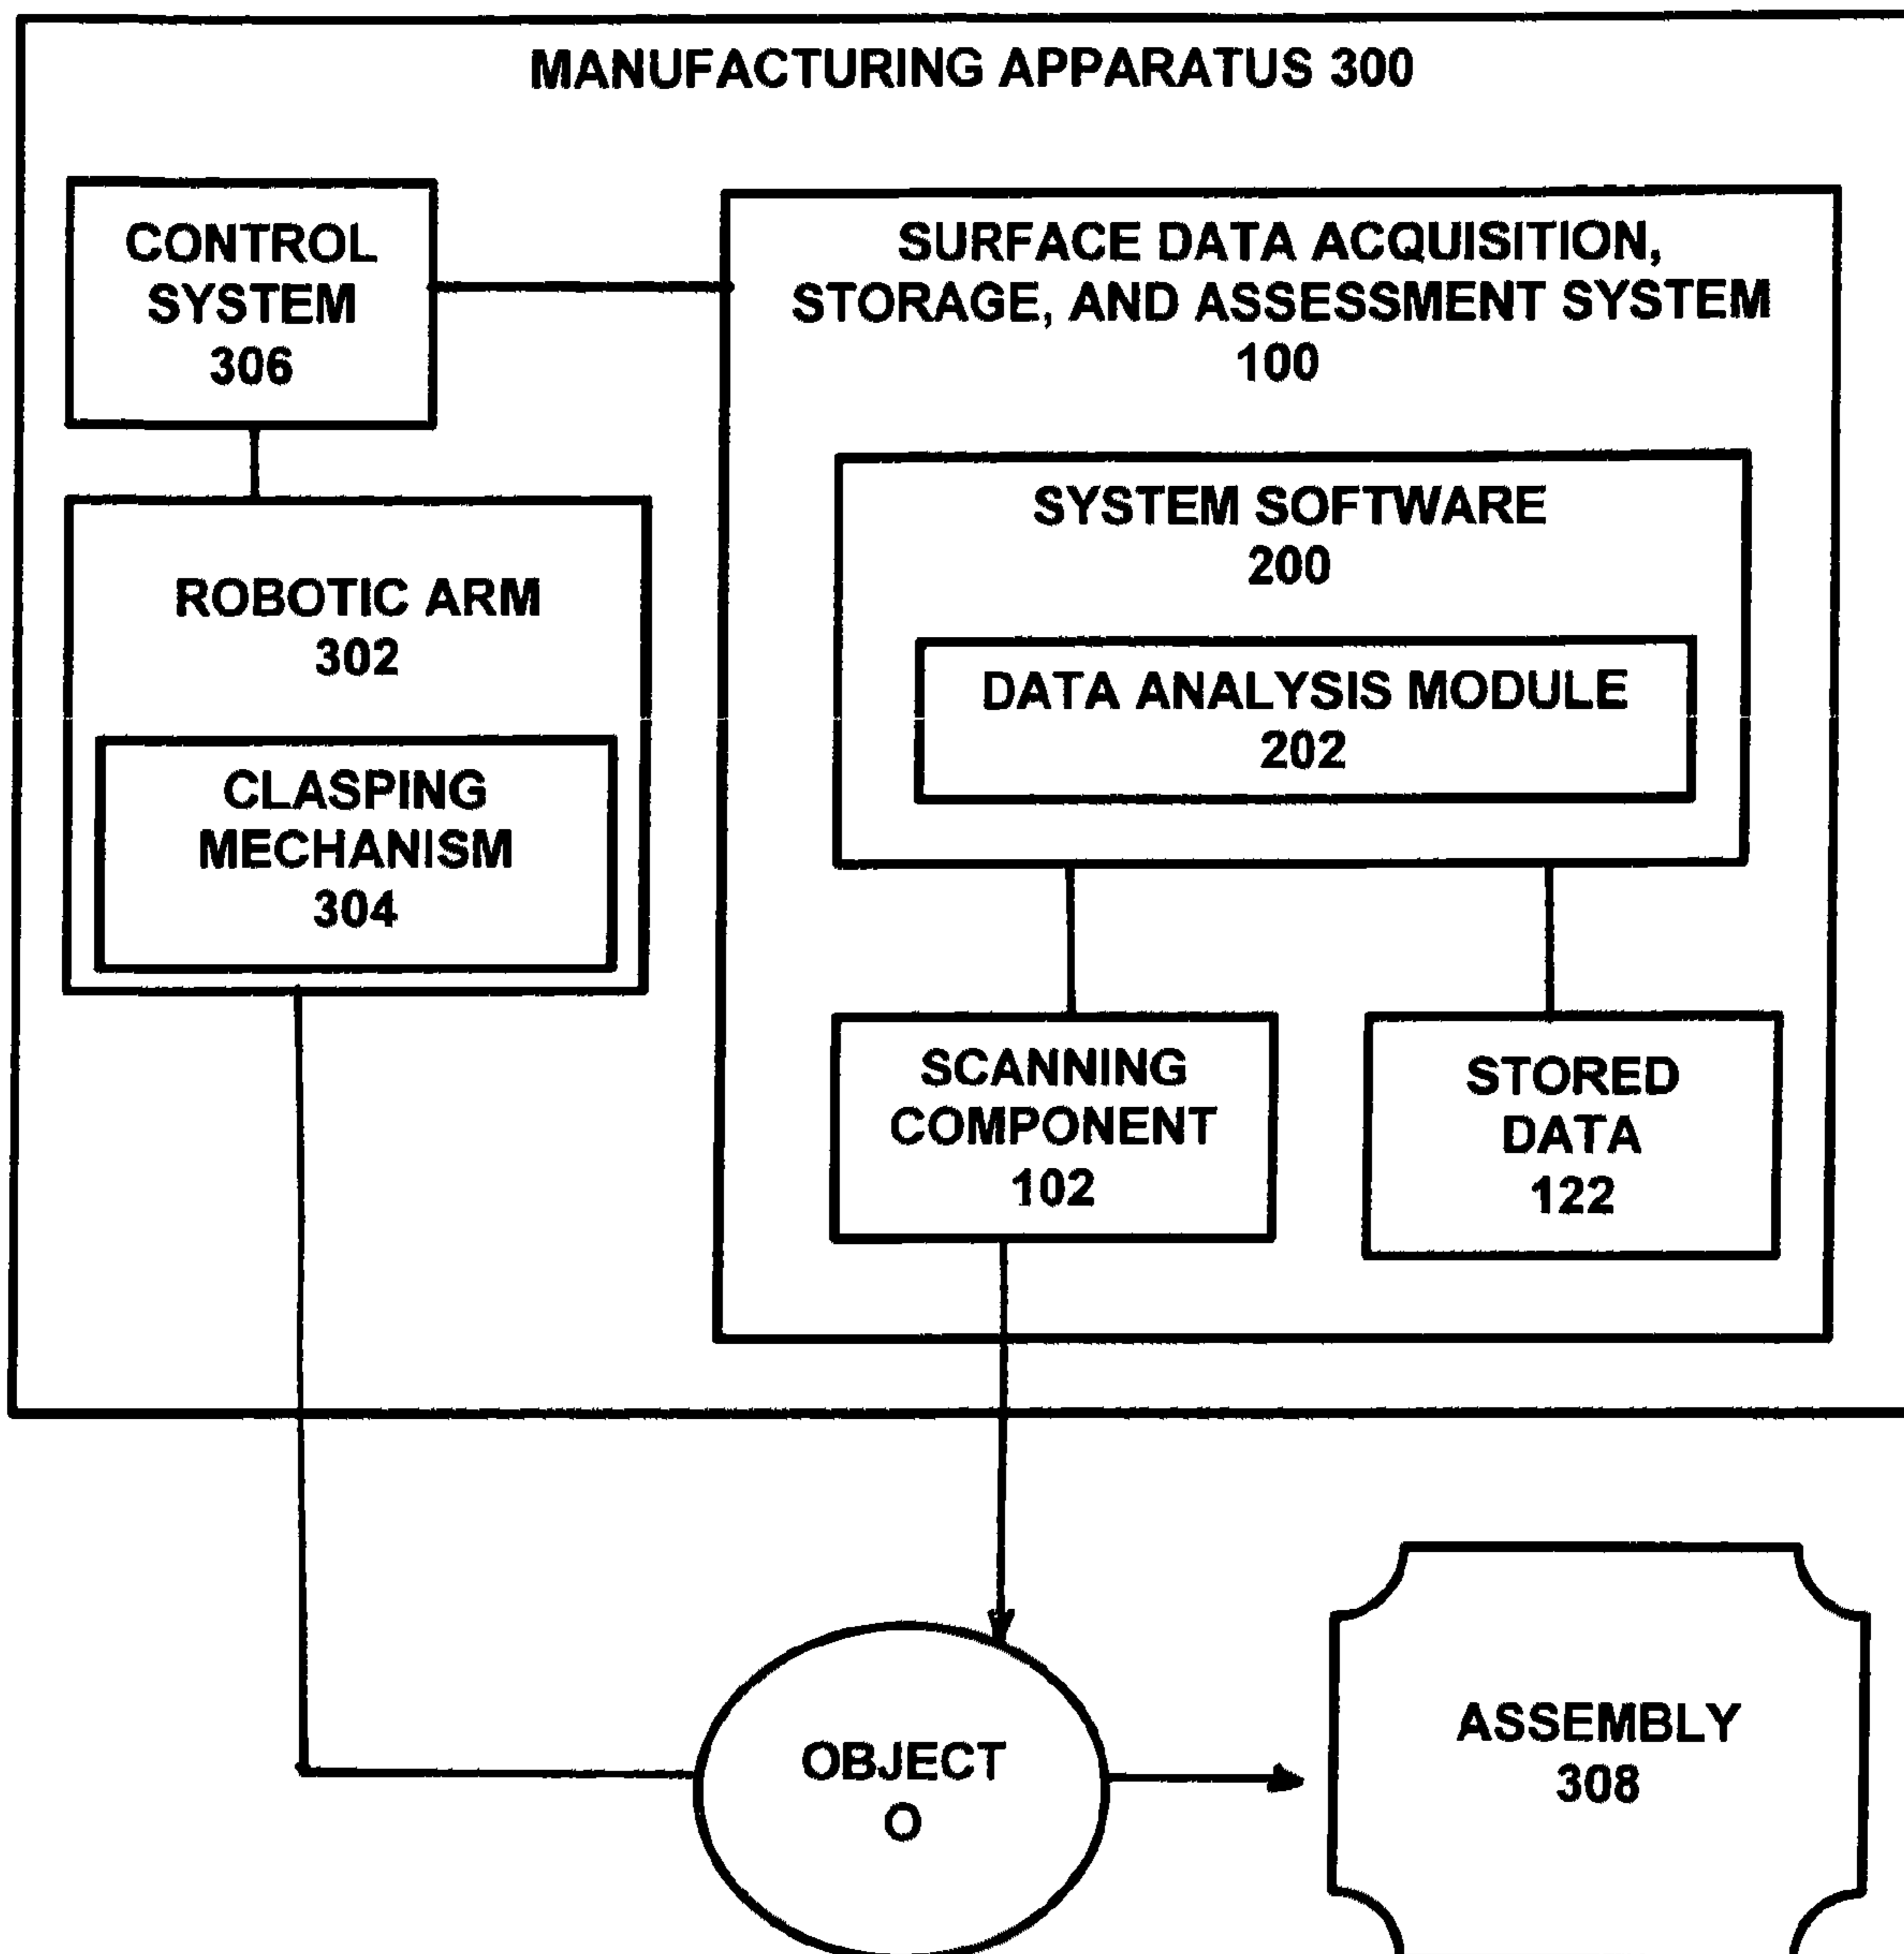 MANUFACTURING APPARATUS 300
CONTROL
SYSTEM
306
SURFACE DATA ACQUISITION,
STORAGE, AND ASSESSMENT SYSTEM
100
SYSTEM SOFTWARE
200
ROBOTIC ARM
302
DATA ANALYSIS MODULE
202
CLASPING
MECHANISM
304
SCANNING
COMPONENT
102
STORED
DATA
122
OBJECT
O
ASSEMBLY
308